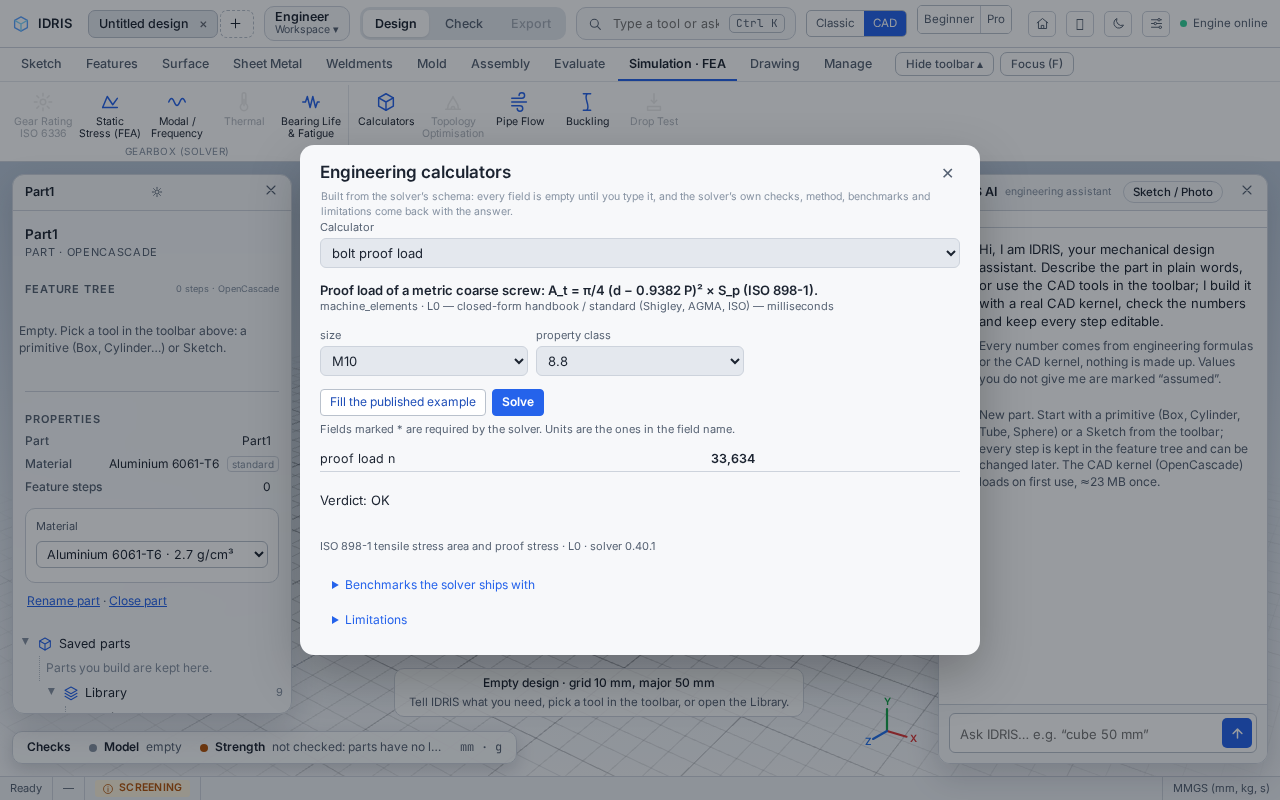 IDRIS
Untitled design ×
+
Engineer
Workspace ▾
Design
Check
Export
Type a tool or ask
Ctrl K
Classic
CAD
Beginner
Pro
Engine online
Sketch
Features
Surface
Sheet Metal
Weldments
Mold
Assembly
Evaluate
Simulation · FEA
Drawing
Manage
Hide toolbar ▴
Focus (F)
Gear Rating
ISO 6336
Static
Stress (FEA)
Modal /
Frequency
Thermal
Bearing Life
& Fatigue
Calculators
Topology
Optimisation
Pipe Flow
Buckling
Drop Test
GEARBOX (SOLVER)
Part1
Part1
PART · OPENCASCADE
FEATURE TREE
0 steps · OpenCascade
Empty. Pick a tool in the toolbar above: a
primitive (Box, Cylinder...) or Sketch.
PROPERTIES
Part
Part1
Material
Aluminium 6061-T6
standard
Feature steps
0
Material
Aluminium 6061-T6 · 2.7 g/cm³
Rename part · Close part
Saved parts
Parts you build are kept here.
Library
9
Engineering calculators
Built from the solver's schema: every field is empty until you type it, and the solver's own checks, method, benchmarks and
limitations come back with the answer.
Calculator
bolt proof load
Proof load of a metric coarse screw: A_t = π/4 (d − 0.9382 P)² × S_p (ISO 898-1).
machine_elements · L0 — closed-form handbook / standard (Shigley, AGMA, ISO) — milliseconds
size
property class
M10
8.8
Fill the published example
Solve
Fields marked * are required by the solver. Units are the ones in the field name.
proof load n
33,634
Verdict: OK
ISO 898-1 tensile stress area and proof stress · L0 · solver 0.40.1
Benchmarks the solver ships with
Limitations
AI
engineering assistant
Sketch / Photo
Hi, I am IDRIS, your mechanical design
assistant. Describe the part in plain words,
or use the CAD tools in the toolbar; I build it
with a real CAD kernel, check the numbers
and keep every step editable.
Every number comes from engineering formulas
or the CAD kernel, nothing is made up. Values
you do not give me are marked “assumed”.
New part. Start with a primitive (Box, Cylinder,
Tube, Sphere) or a Sketch from the toolbar;
every step is kept in the feature tree and can be
changed later. The CAD kernel (OpenCascade)
loads on first use, ≈23 MB once.
Empty design · grid 10 mm, major 50 mm
Tell IDRIS what you need, pick a tool in the toolbar, or open the Library.
Y
X
Z
Ask IDRIS... e.g. “cube 50 mm”
Checks
Model empty
Strength not checked: parts have no l...
mm · g
Ready
—
SCREENING
MMGS (mm, kg, s)